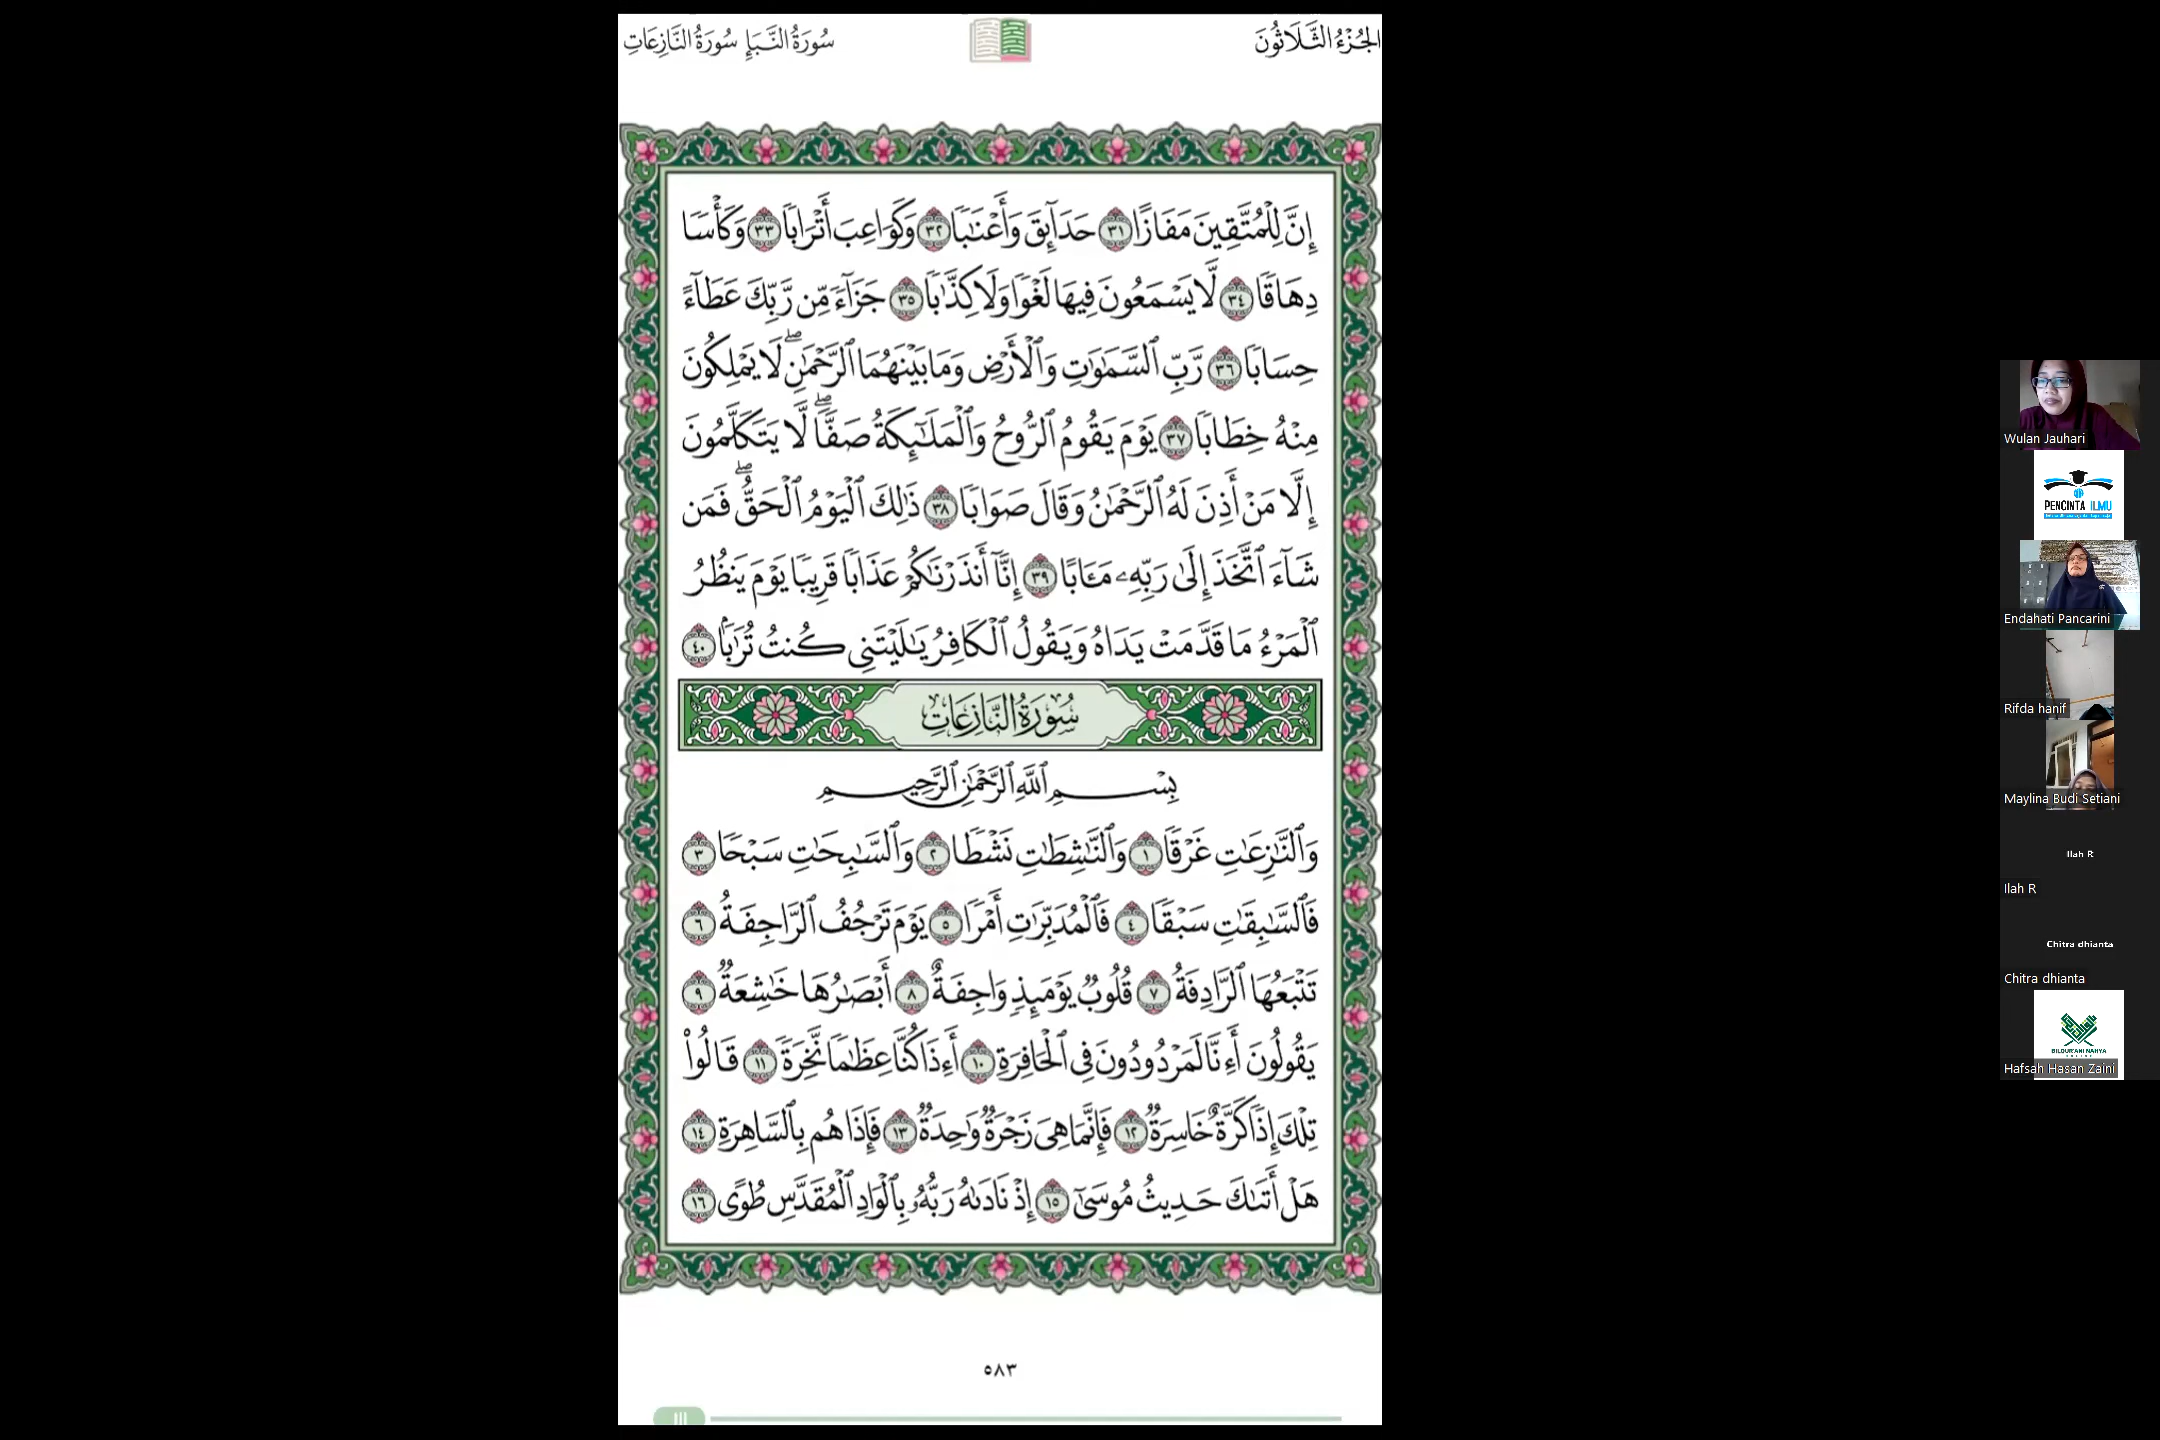 الجُزْءُ الثَّلَاثُونَ
سُورَةُ النَّبَإِ سُورَةُ النَّازِعَاتِ
إِنَّ لِلْمُتَّقِينَ مَفَازًا ٣١ حَدَآئِقَ وَأَعْنَٰبًا ٣٢ وَكَوَاعِبَ أَتْرَابًا ٣٣ وَكَأْسًا
دِهَاقًا ٣٤ لَّا يَسْمَعُونَ فِيهَا لَغْوًا وَلَا كِذَّٰبًا ٣٥ جَزَآءً مِّن رَّبِّكَ عَطَآءً
حِسَابًا ٣٦ رَّبِّ ٱلسَّمَٰوَٰتِ وَٱلْأَرْضِ وَمَا بَيْنَهُمَا ٱلرَّحْمَٰنِۖ لَا يَمْلِكُونَ
مِنْهُ خِطَابًا ٣٧ يَوْمَ يَقُومُ ٱلرُّوحُ وَٱلْمَلَٰٓئِكَةُ صَفًّاۖ لَّا يَتَكَلَّمُونَ
إِلَّا مَنْ أَذِنَ لَهُ ٱلرَّحْمَٰنُ وَقَالَ صَوَابًا ٣٨ ذَٰلِكَ ٱلْيَوْمُ ٱلْحَقُّۖ فَمَن
شَآءَ ٱتَّخَذَ إِلَىٰ رَبِّهِۦ مَـَٔابًا ٣٩ إِنَّآ أَنذَرْنَٰكُمْ عَذَابًا قَرِيبًا يَوْمَ يَنظُرُ
ٱلْمَرْءُ مَا قَدَّمَتْ يَدَاهُ وَيَقُولُ ٱلْكَافِرُ يَٰلَيْتَنِى كُنتُ تُرَٰبًۢا ٤٠
سُورَةُ النَّازِعَاتِ
بِسْمِ ٱللَّهِ ٱلرَّحْمَٰنِ ٱلرَّحِيمِ
وَٱلنَّٰزِعَٰتِ غَرْقًا ١ وَٱلنَّٰشِطَٰتِ نَشْطًا ٢ وَٱلسَّٰبِحَٰتِ سَبْحًا ٣
فَٱلسَّٰبِقَٰتِ سَبْقًا ٤ فَٱلْمُدَبِّرَٰتِ أَمْرًا ٥ يَوْمَ تَرْجُفُ ٱلرَّاجِفَةُ ٦
تَتْبَعُهَا ٱلرَّادِفَةُ ٧ قُلُوبٌ يَوْمَئِذٍ وَاجِفَةٌ ٨ أَبْصَٰرُهَا خَٰشِعَةٌ ٩
يَقُولُونَ أَءِنَّا لَمَرْدُودُونَ فِى ٱلْحَافِرَةِ ١٠ أَءِذَا كُنَّا عِظَٰمًا نَّخِرَةً ١١ قَالُوا۟
تِلْكَ إِذًا كَرَّةٌ خَاسِرَةٌ ١٢ فَإِنَّمَا هِىَ زَجْرَةٌ وَٰحِدَةٌ ١٣ فَإِذَا هُم بِٱلسَّاهِرَةِ ١٤
هَلْ أَتَىٰكَ حَدِيثُ مُوسَىٰٓ ١٥ إِذْ نَادَىٰهُ رَبُّهُۥ بِٱلْوَادِ ٱلْمُقَدَّسِ طُوًى ١٦
٥٨٣
Wulan Jauhari
PENCINTA ILMU
Endahati Pancarini
Rifda hanif
Maylina Budi Setiani
Ilah R
Ilah R
Chitra dhianta
Chitra dhianta
BILQUR'ANI NAHYA
Hafsah Hasan Zaini